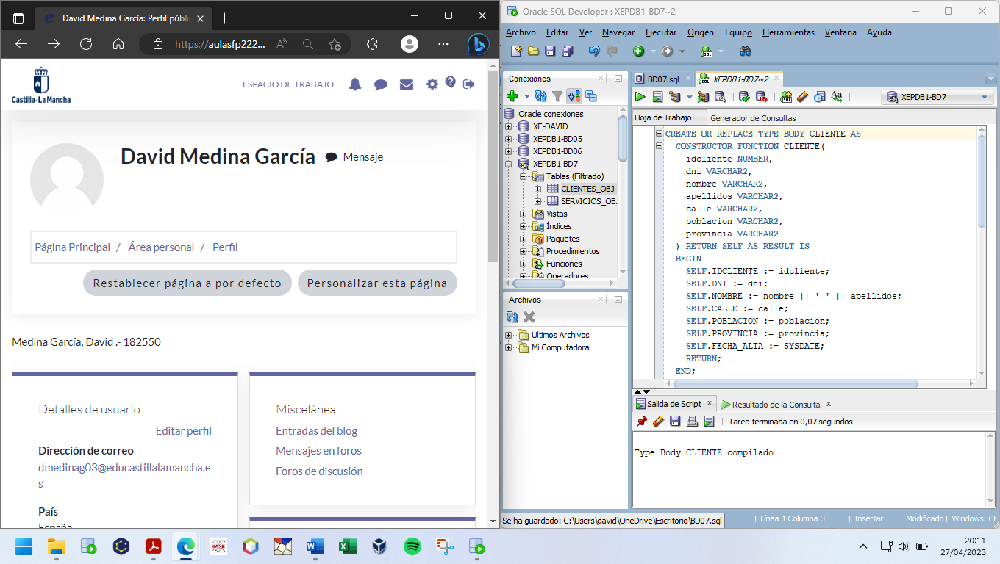 David Medina García: Perfil públi
https://aulasfp222...
Castilla-La Mancha
ESPACIO DE TRABAJO
David Medina García
Mensaje
Página Principal / Área personal / Perfil
Restablecer página a por defecto
Personalizar esta página
Medina García, David .- 182550
Detalles de usuario
Editar perfil
Dirección de correo
dmedinag03@educastillalamancha.e
s
País
España
Miscelánea
Entradas del blog
Mensajes en foros
Foros de discusión
Oracle SQL Developer : XEPDB1-BD7~2
Archivo Editar Ver Navegar Ejecutar Origen Equipo Herramientas Ventana Ayuda
Conexiones
Oracle conexiones
XE-DAVID
XEPDB1-BD05
XEPDB1-BD06
XEPDB1-BD7
Tablas (Filtrado)
CLIENTES_OBJ
SERVICIOS_OB
Vistas
Índices
Paquetes
Procedimientos
Funciones
Operadores
Archivos
Últimos Archivos
Mi Computadora
BD07.sql
XEPDB1-BD7~2
XEPDB1-BD7
Hoja de Trabajo
Generador de Consultas
CREATE OR REPLACE TYPE BODY CLIENTE AS
CONSTRUCTOR FUNCTION CLIENTE(
idcliente NUMBER,
dni VARCHAR2,
nombre VARCHAR2,
apellidos VARCHAR2,
calle VARCHAR2,
poblacion VARCHAR2,
provincia VARCHAR2
) RETURN SELF AS RESULT IS
BEGIN
SELF.IDCLIENTE := idcliente;
SELF.DNI := dni;
SELF.NOMBRE := nombre || ' ' || apellidos;
SELF.CALLE := calle;
SELF.POBLACION := poblacion;
SELF.PROVINCIA := provincia;
SELF.FECHA_ALTA := SYSDATE;
RETURN;
END;
Salida de Script
Resultado de la Consulta
Tarea terminada en 0,07 segundos
Type Body CLIENTE compilado
Se ha guardado: C:\Users\david\OneDrive\Escritorio\BD07.sql
| Línea 1 Columna 3 | Insertar | Modificado | Windows: CF
20:11
27/04/2023